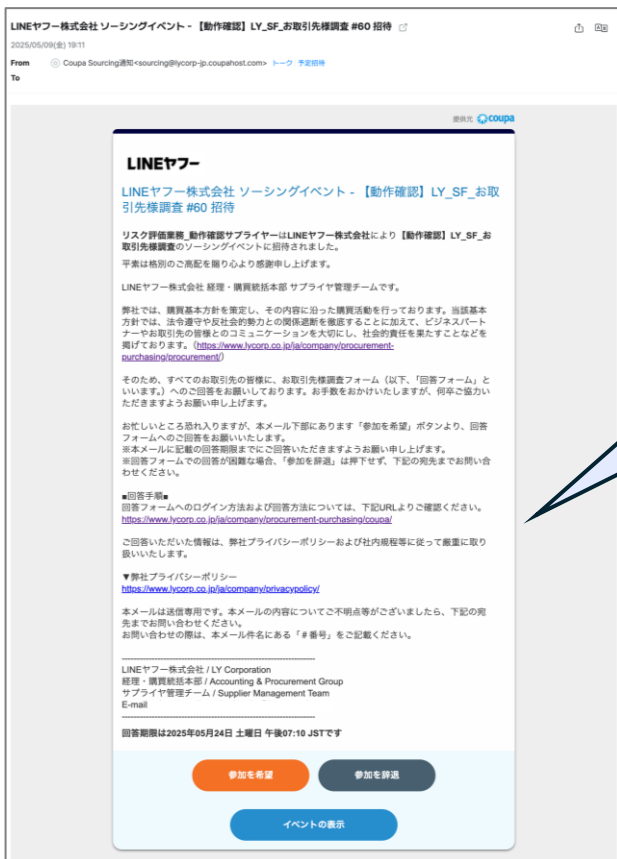 LINEヤフー株式会社 ソーシングイベント - 【動作確認】LY_SF_お取引先様調査 #60 招待
2025/05/09(金) 19:11
From Coupa Sourcing通知<sourcing@lycorp-jp.coupahost.com> トーク 予定招待
To
提供元 coupa
LINEヤフー
LINEヤフー株式会社 ソーシングイベント - 【動作確認】LY_SF_お取
引先様調査 #60 招待
リスク評価業務_動作確認サプライヤーはLINEヤフー株式会社により【動作確認】LY_SF_お
取引先様調査のソーシングイベントに招待されました。
平素は格別のご高配を賜り心より感謝申し上げます。
LINEヤフー株式会社 経理・購買統括本部 サプライヤ管理チームです。
弊社では、購買基本方針を策定し、その内容に沿った購買活動を行っております。当該基本
方針では、法令遵守や反社会的勢力との関係遮断を徹底することに加えて、ビジネスパート
ナーやお取引先の皆様とのコミュニケーションを大切にし、社会的責任を果たすことなどを
掲げております。（https://www.lycorp.co.jp/ja/company/procurement-
purchasing/procurement/）
そのため、すべてのお取引先の皆様に、お取引先様調査フォーム（以下、「回答フォーム」と
いいます。）へのご回答をお願いしております。お手数をおかけいたしますが、何卒ご協力い
ただきますようお願い申し上げます。
お忙しいところ恐れ入りますが、本メール下部にあります「参加を希望」ボタンより、回答
フォームへのご回答をお願いいたします。
※本メールに記載の回答期限までにご回答いただきますようお願い申し上げます。
※回答フォームでの回答が困難な場合、「参加を辞退」は押下せず、下記の宛先までお問い合
わせください。
■回答手順■
回答フォームへのログイン方法および回答方法については、下記URLよりご確認ください。
https://www.lycorp.co.jp/ja/company/procurement-purchasing/coupa/
ご回答いただいた情報は、弊社プライバシーポリシーおよび社内規程等に従って厳重に取り
扱いいたします。
▼弊社プライバシーポリシー
https://www.lycorp.co.jp/ja/company/privacypolicy/
本メールは送信専用です。本メールの内容についてご不明点等がございましたら、下記の宛
先までお問い合わせください。
お問い合わせの際は、本メール件名にある「＃番号」をご記載ください。
LINEヤフー株式会社 / LY Corporation
経理・購買統括本部 / Accounting & Procurement Group
サプライヤ管理チーム / Supplier Management Team
E-mail
回答期限は2025年05月24日 土曜日 午後07:10 JSTです
参加を希望 参加を辞退
イベントの表示